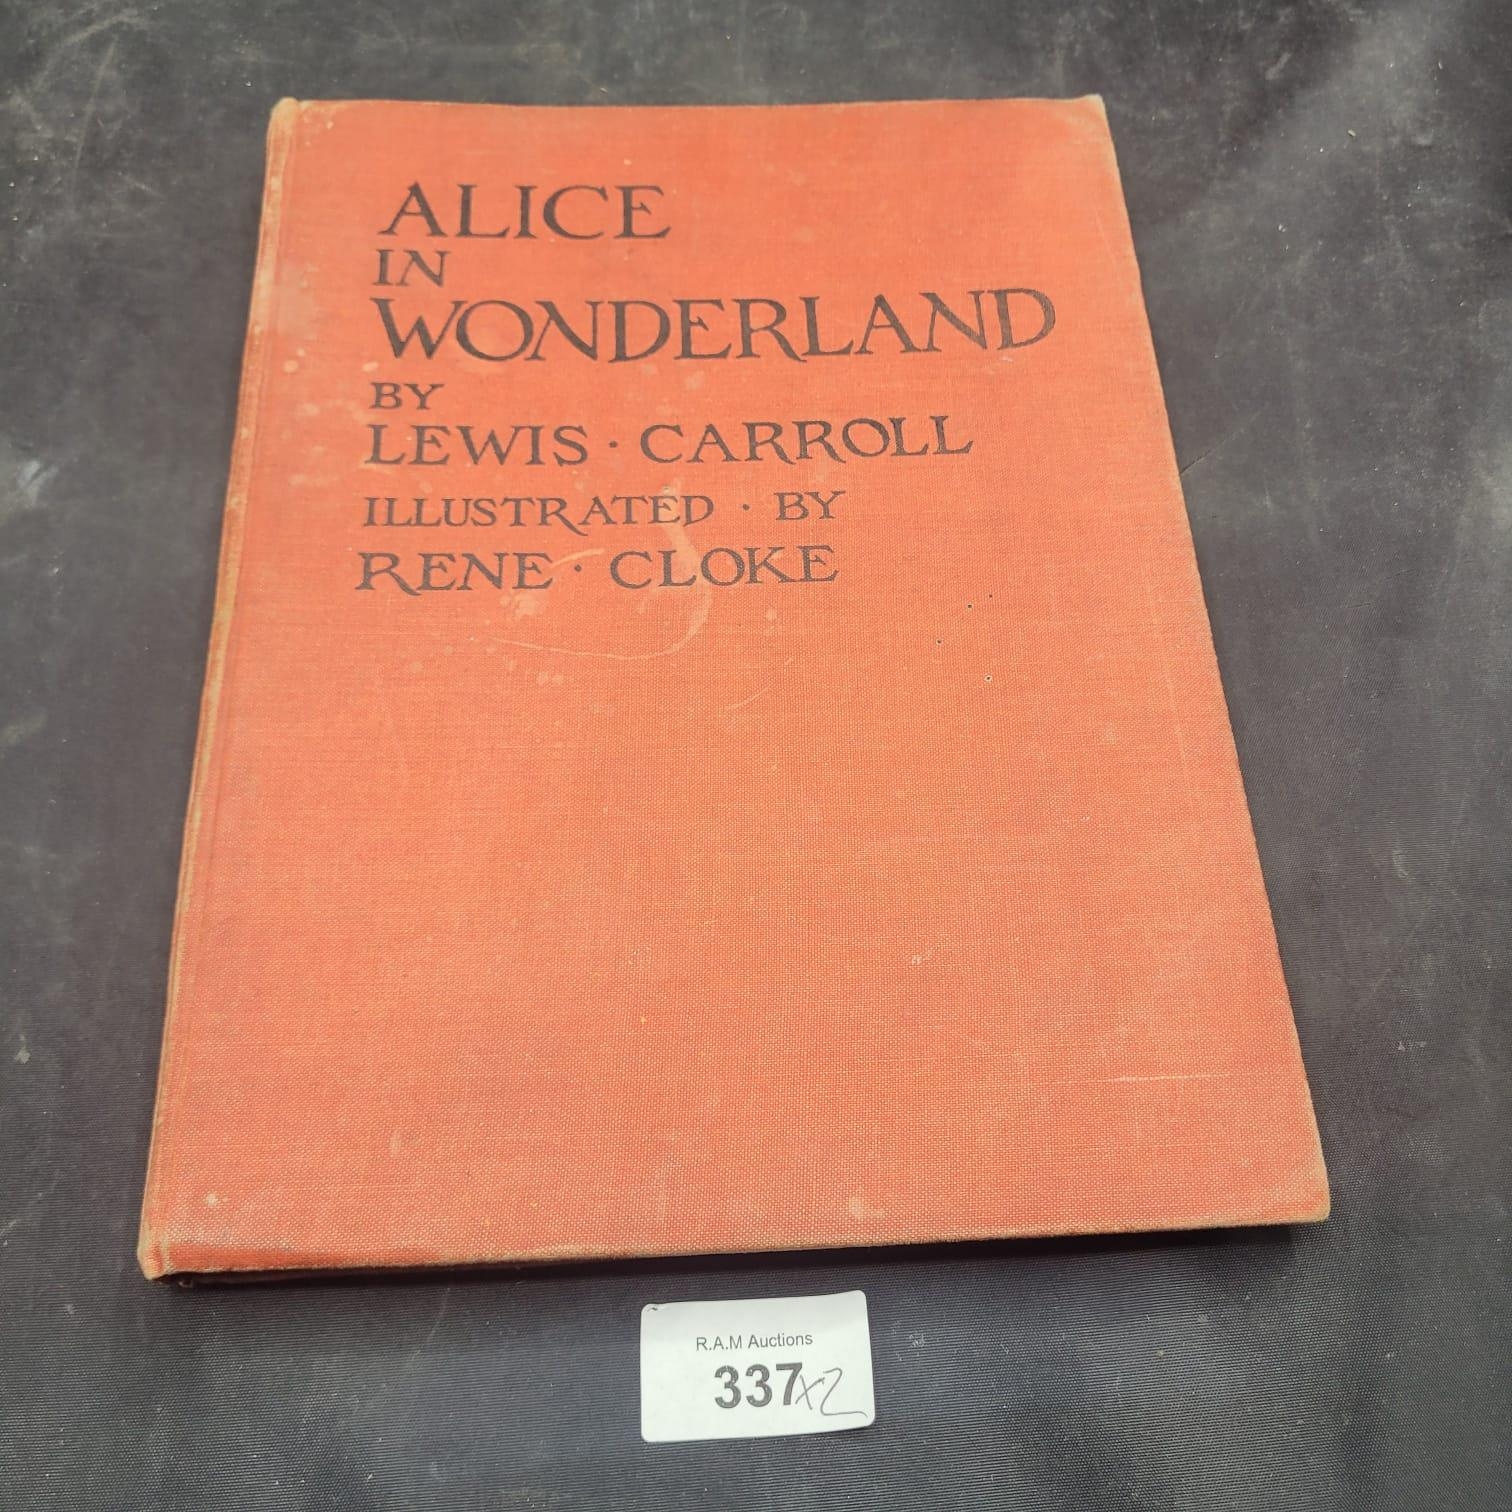 ALICE
IN
WONDERLAND
BY
LEWIS · CARROLL
ILLUSTRATED · BY
RENE · CLOKE
R.A.M Auctions
337x2